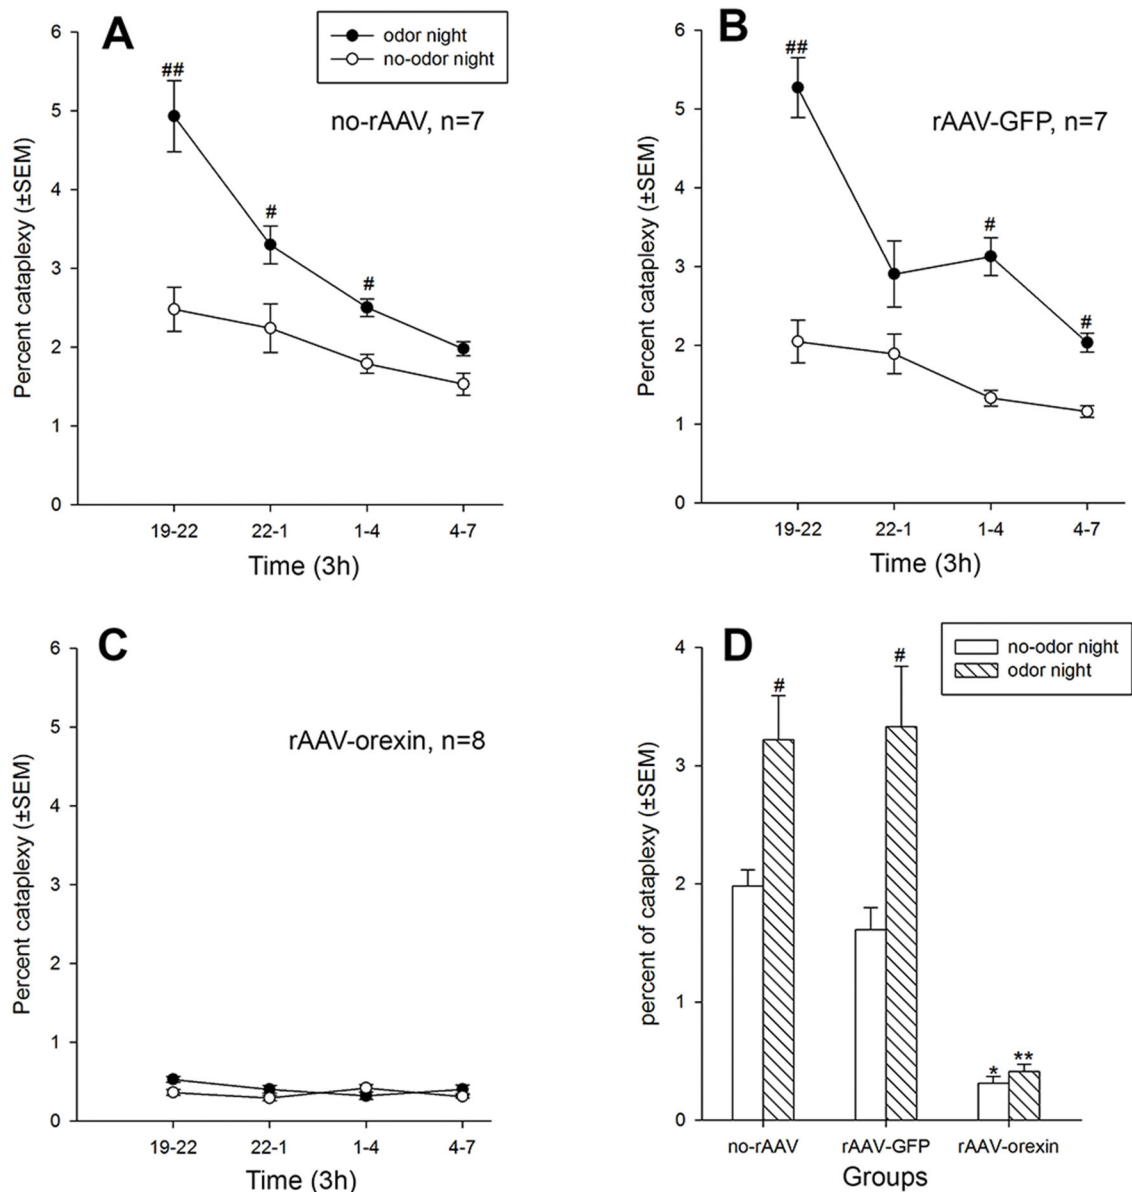 A
odor night
no-odor night
no-rAAV, n=7
Percent cataplexy (±SEM)
6
5
4
3
2
1
0
##
#
#
19-22
22-1
1-4
4-7
Time (3h)
B
rAAV-GFP, n=7
Percent cataplexy (±SEM)
6
5
4
3
2
1
0
##
#
#
19-22
22-1
1-4
4-7
Time (3h)
C
rAAV-orexin, n=8
Percent cataplexy (±SEM)
6
5
4
3
2
1
0
19-22
22-1
1-4
4-7
Time (3h)
D
no-odor night
odor night
percent of cataplexy (±SEM)
4
3
2
1
0
#
#
*
**
no-rAAV
rAAV-GFP
rAAV-orexin
Groups